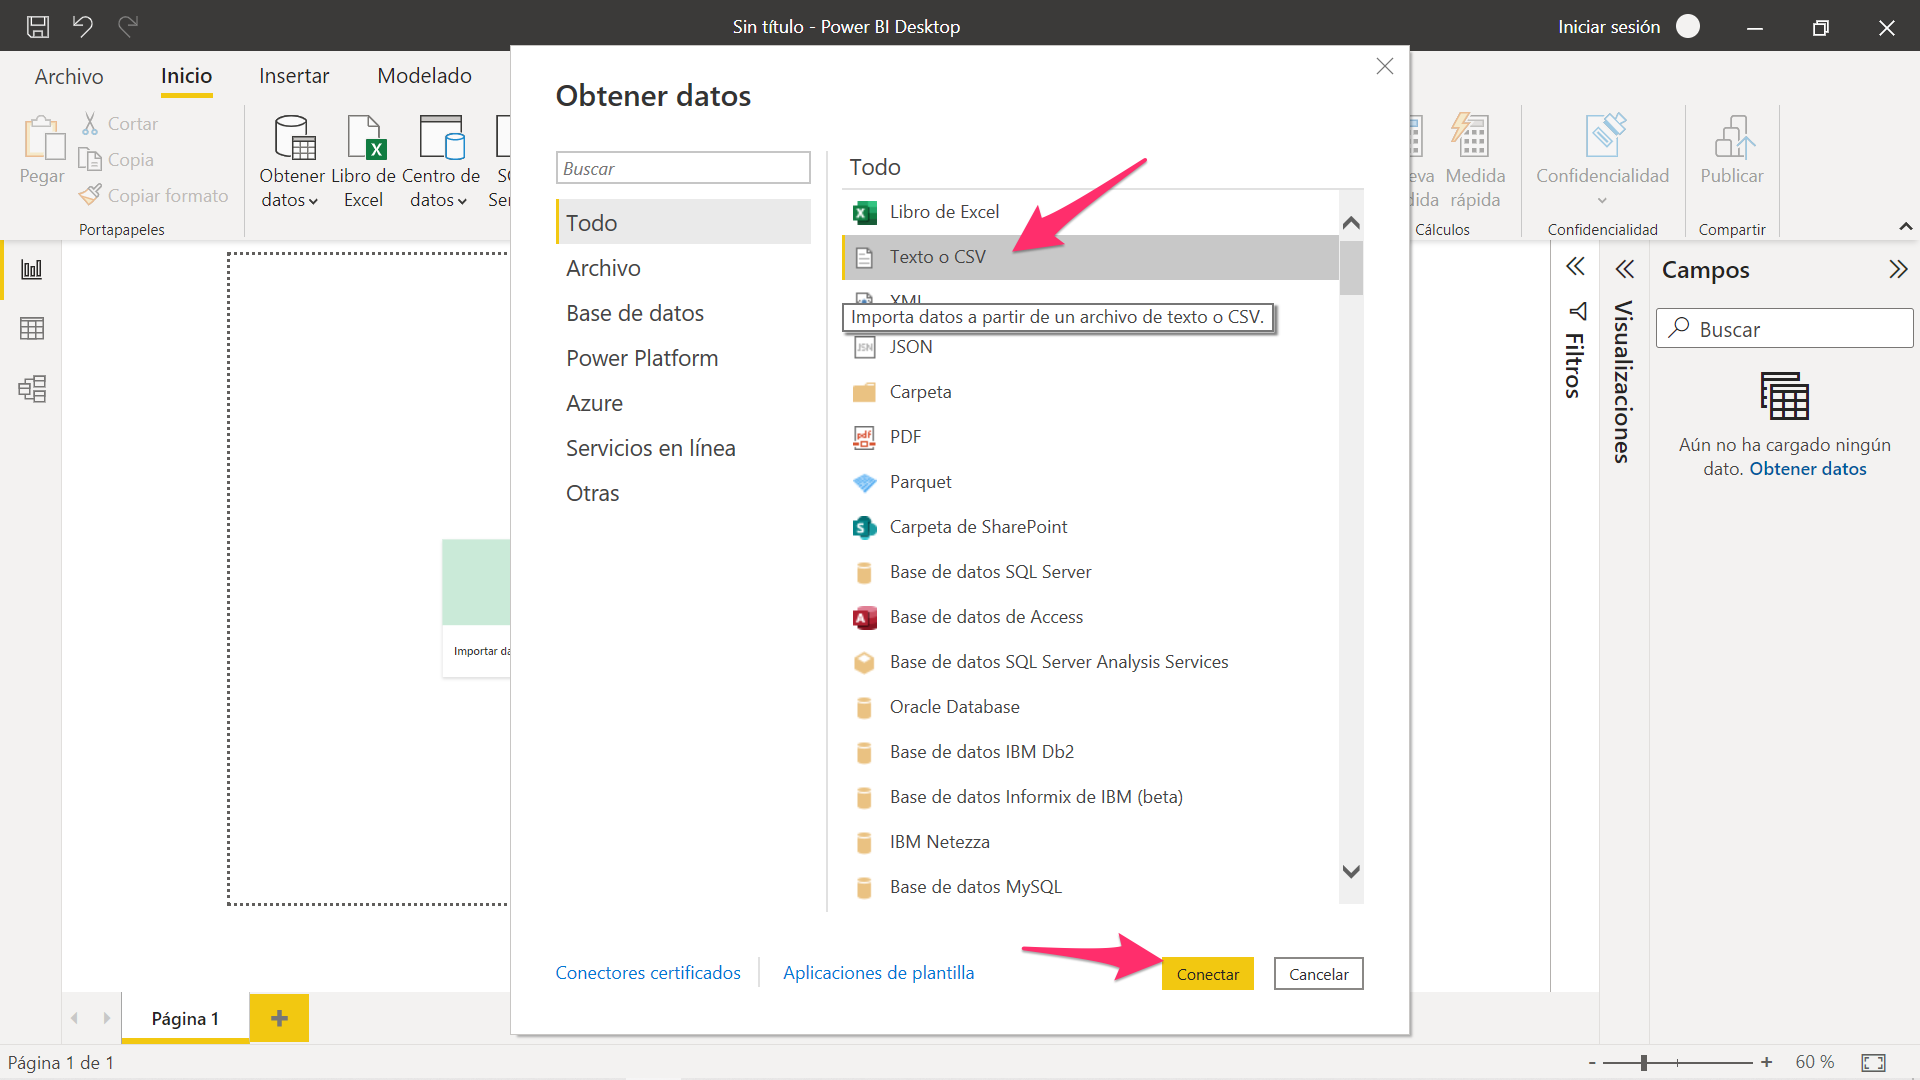 Sin título - Power BI Desktop
Iniciar sesión
Archivo
Inicio
Insertar
Modelado
Pegar
Cortar
Copia
Copiar formato
Portapapeles
Obtener
datos
Libro de
Excel
Centro de
datos
Medida
rápida
Cálculos
Confidencialidad
Confidencialidad
Publicar
Compartir
Obtener datos
Buscar
Todo
Archivo
Base de datos
Power Platform
Azure
Servicios en línea
Otras
Todo
Libro de Excel
Texto o CSV
XML
Importa datos a partir de un archivo de texto o CSV.
JSON
Carpeta
PDF
Parquet
Carpeta de SharePoint
Base de datos SQL Server
Base de datos de Access
Base de datos SQL Server Analysis Services
Oracle Database
Base de datos IBM Db2
Base de datos Informix de IBM (beta)
IBM Netezza
Base de datos MySQL
Conectores certificados
Aplicaciones de plantilla
Conectar
Cancelar
Importar da
Filtros
Visualizaciones
Campos
Buscar
Aún no ha cargado ningún
dato. Obtener datos
Página 1
Página 1 de 1
60 %